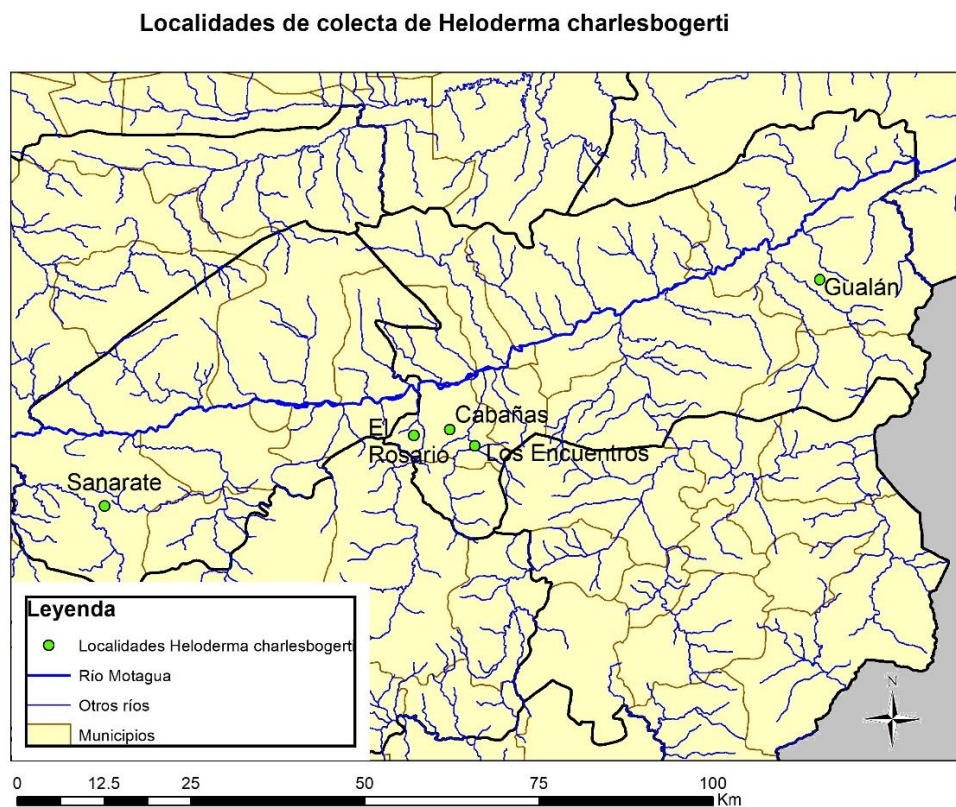 Localidades de colecta de Heloderma charlesbogerti
Gualán
Cabañas
El
Rosario
Los Encuentros
Sanarate
Leyenda
Localidades Heloderma charlesbogerti
Río Motagua
Otros ríos
Municipios
N
0 12.5 25 50 75 100
Km